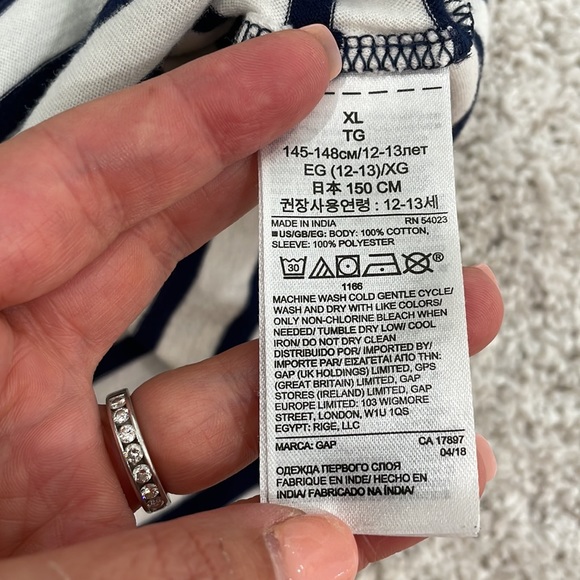 XL
TG
145-148см/12-13лет
EG (12-13)/XG
日本 150 CM
권장사용연령 : 12-13세
MADE IN INDIA RN 54023
US/GB/EG: BODY: 100% COTTON,
SLEEVE: 100% POLYESTER
30 ®
1166
MACHINE WASH COLD GENTLE CYCLE/
WASH AND DRY WITH LIKE COLORS/
ONLY NON-CHLORINE BLEACH WHEN
NEEDED/ TUMBLE DRY LOW/ COOL
IRON/ DO NOT DRY CLEAN
DISTRIBUIDO POR/ IMPORTED BY/
IMPORTE PAR/ ΕΙΣΑΓΕΤΑΙ ΑΠΟ ΤΗΝ:
GAP (UK HOLDINGS) LIMITED, GPS
(GREAT BRITAIN) LIMITED, GAP
STORES (IRELAND) LIMITED, GAP
EUROPE LIMITED: 103 WIGMORE
STREET, LONDON, W1U 1QS
EGYPT: RIGE, LLC
MARCA: GAP CA 17897
04/18
ОДЕЖДА ПЕРВОГО СЛОЯ
FABRIQUE EN INDE/ HECHO EN
INDIA/ FABRICADO NA ÍNDIA/